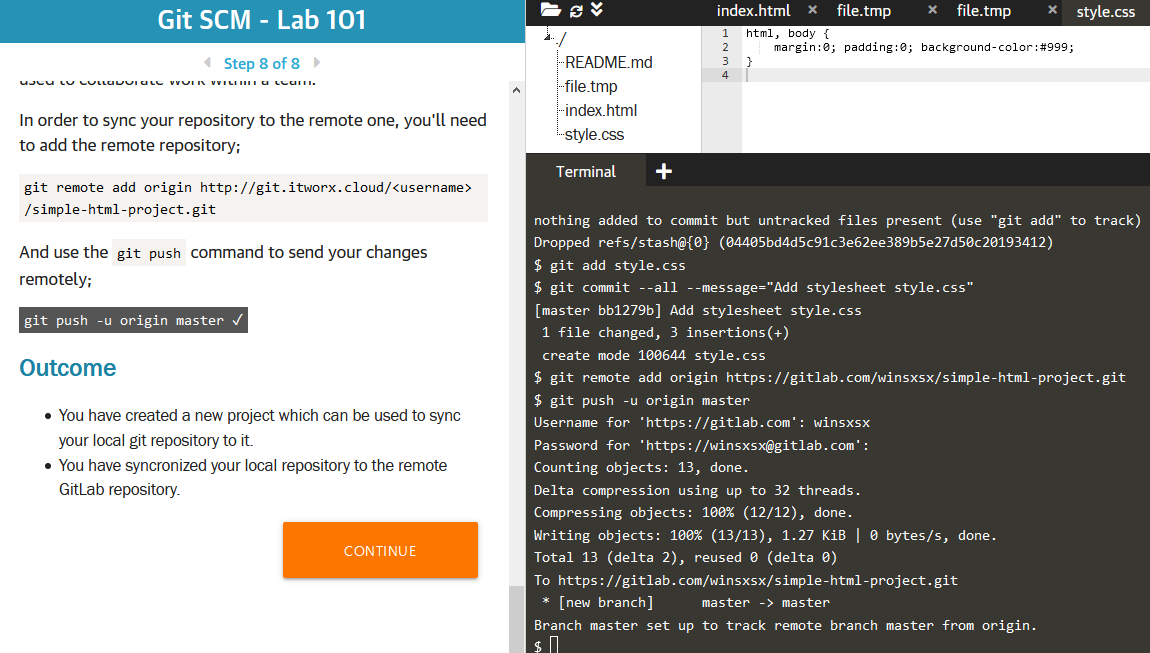 Git SCM - Lab 101
Step 8 of 8
used to collaborate work within a team.
In order to sync your repository to the remote one, you'll need
to add the remote repository;
git remote add origin http://git.itworx.cloud/<username>
/simple-html-project.git
And use the git push command to send your changes
remotely;
git push -u origin master ✓
Outcome
• You have created a new project which can be used to sync
your local git repository to it.
• You have syncronized your local repository to the remote
GitLab repository.
CONTINUE
index.html × file.tmp × file.tmp × style.css
./
README.md
file.tmp
index.html
style.css
1 html, body {
2 margin:0; padding:0; background-color:#999;
3 }
4
Terminal +
nothing added to commit but untracked files present (use "git add" to track)
Dropped refs/stash@{0} (04405bd4d5c91c3e62ee389b5e27d50c20193412)
$ git add style.css
$ git commit --all --message="Add stylesheet style.css"
[master bb1279b] Add stylesheet style.css
1 file changed, 3 insertions(+)
create mode 100644 style.css
$ git remote add origin https://gitlab.com/winsxsx/simple-html-project.git
$ git push -u origin master
Username for 'https://gitlab.com': winsxsx
Password for 'https://winsxsx@gitlab.com':
Counting objects: 13, done.
Delta compression using up to 32 threads.
Compressing objects: 100% (12/12), done.
Writing objects: 100% (13/13), 1.27 KiB | 0 bytes/s, done.
Total 13 (delta 2), reused 0 (delta 0)
To https://gitlab.com/winsxsx/simple-html-project.git
* [new branch] master -> master
Branch master set up to track remote branch master from origin.
$